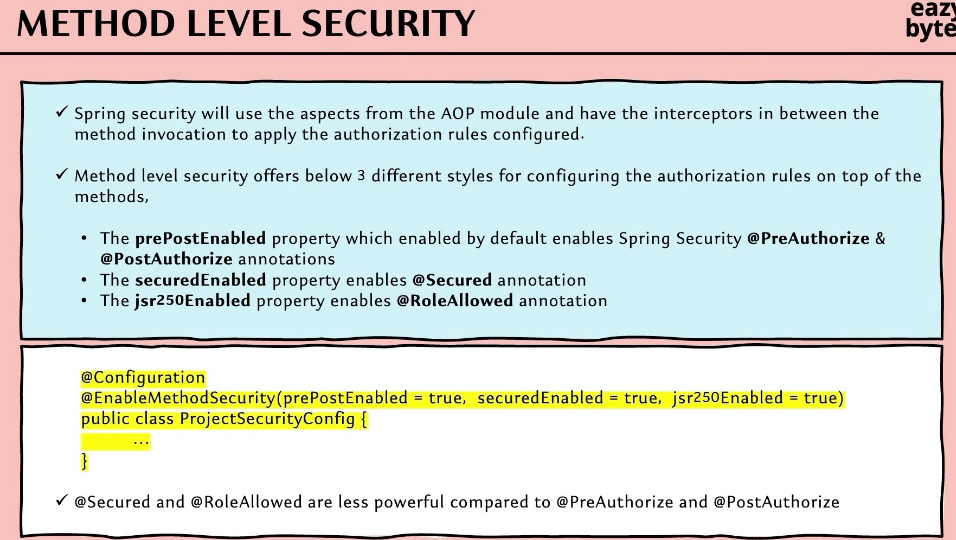 METHOD LEVEL SECURITY
eazy
byte
✓ Spring security will use the aspects from the AOP module and have the interceptors in between the
method invocation to apply the authorization rules configured.
✓ Method level security offers below 3 different styles for configuring the authorization rules on top of the
methods,
• The prePostEnabled property which enabled by default enables Spring Security @PreAuthorize &
@PostAuthorize annotations
• The securedEnabled property enables @Secured annotation
• The jsr250Enabled property enables @RoleAllowed annotation
@Configuration
@EnableMethodSecurity(prePostEnabled = true, securedEnabled = true, jsr250Enabled = true)
public class ProjectSecurityConfig {
...
}
✓ @Secured and @RoleAllowed are less powerful compared to @PreAuthorize and @PostAuthorize